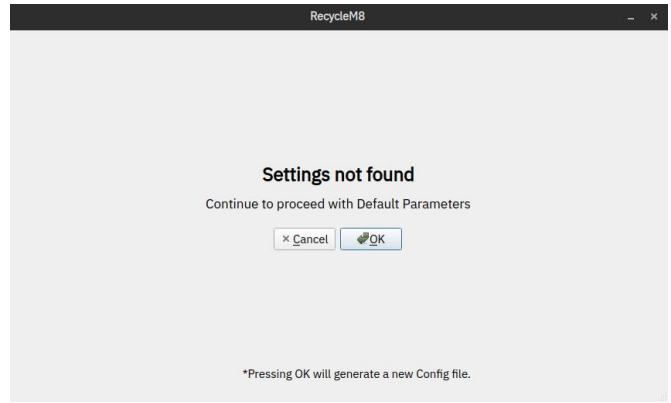 RecycleM8
Settings not found
Continue to proceed with Default Parameters
Cancel OK
*Pressing OK will generate a new Config file.